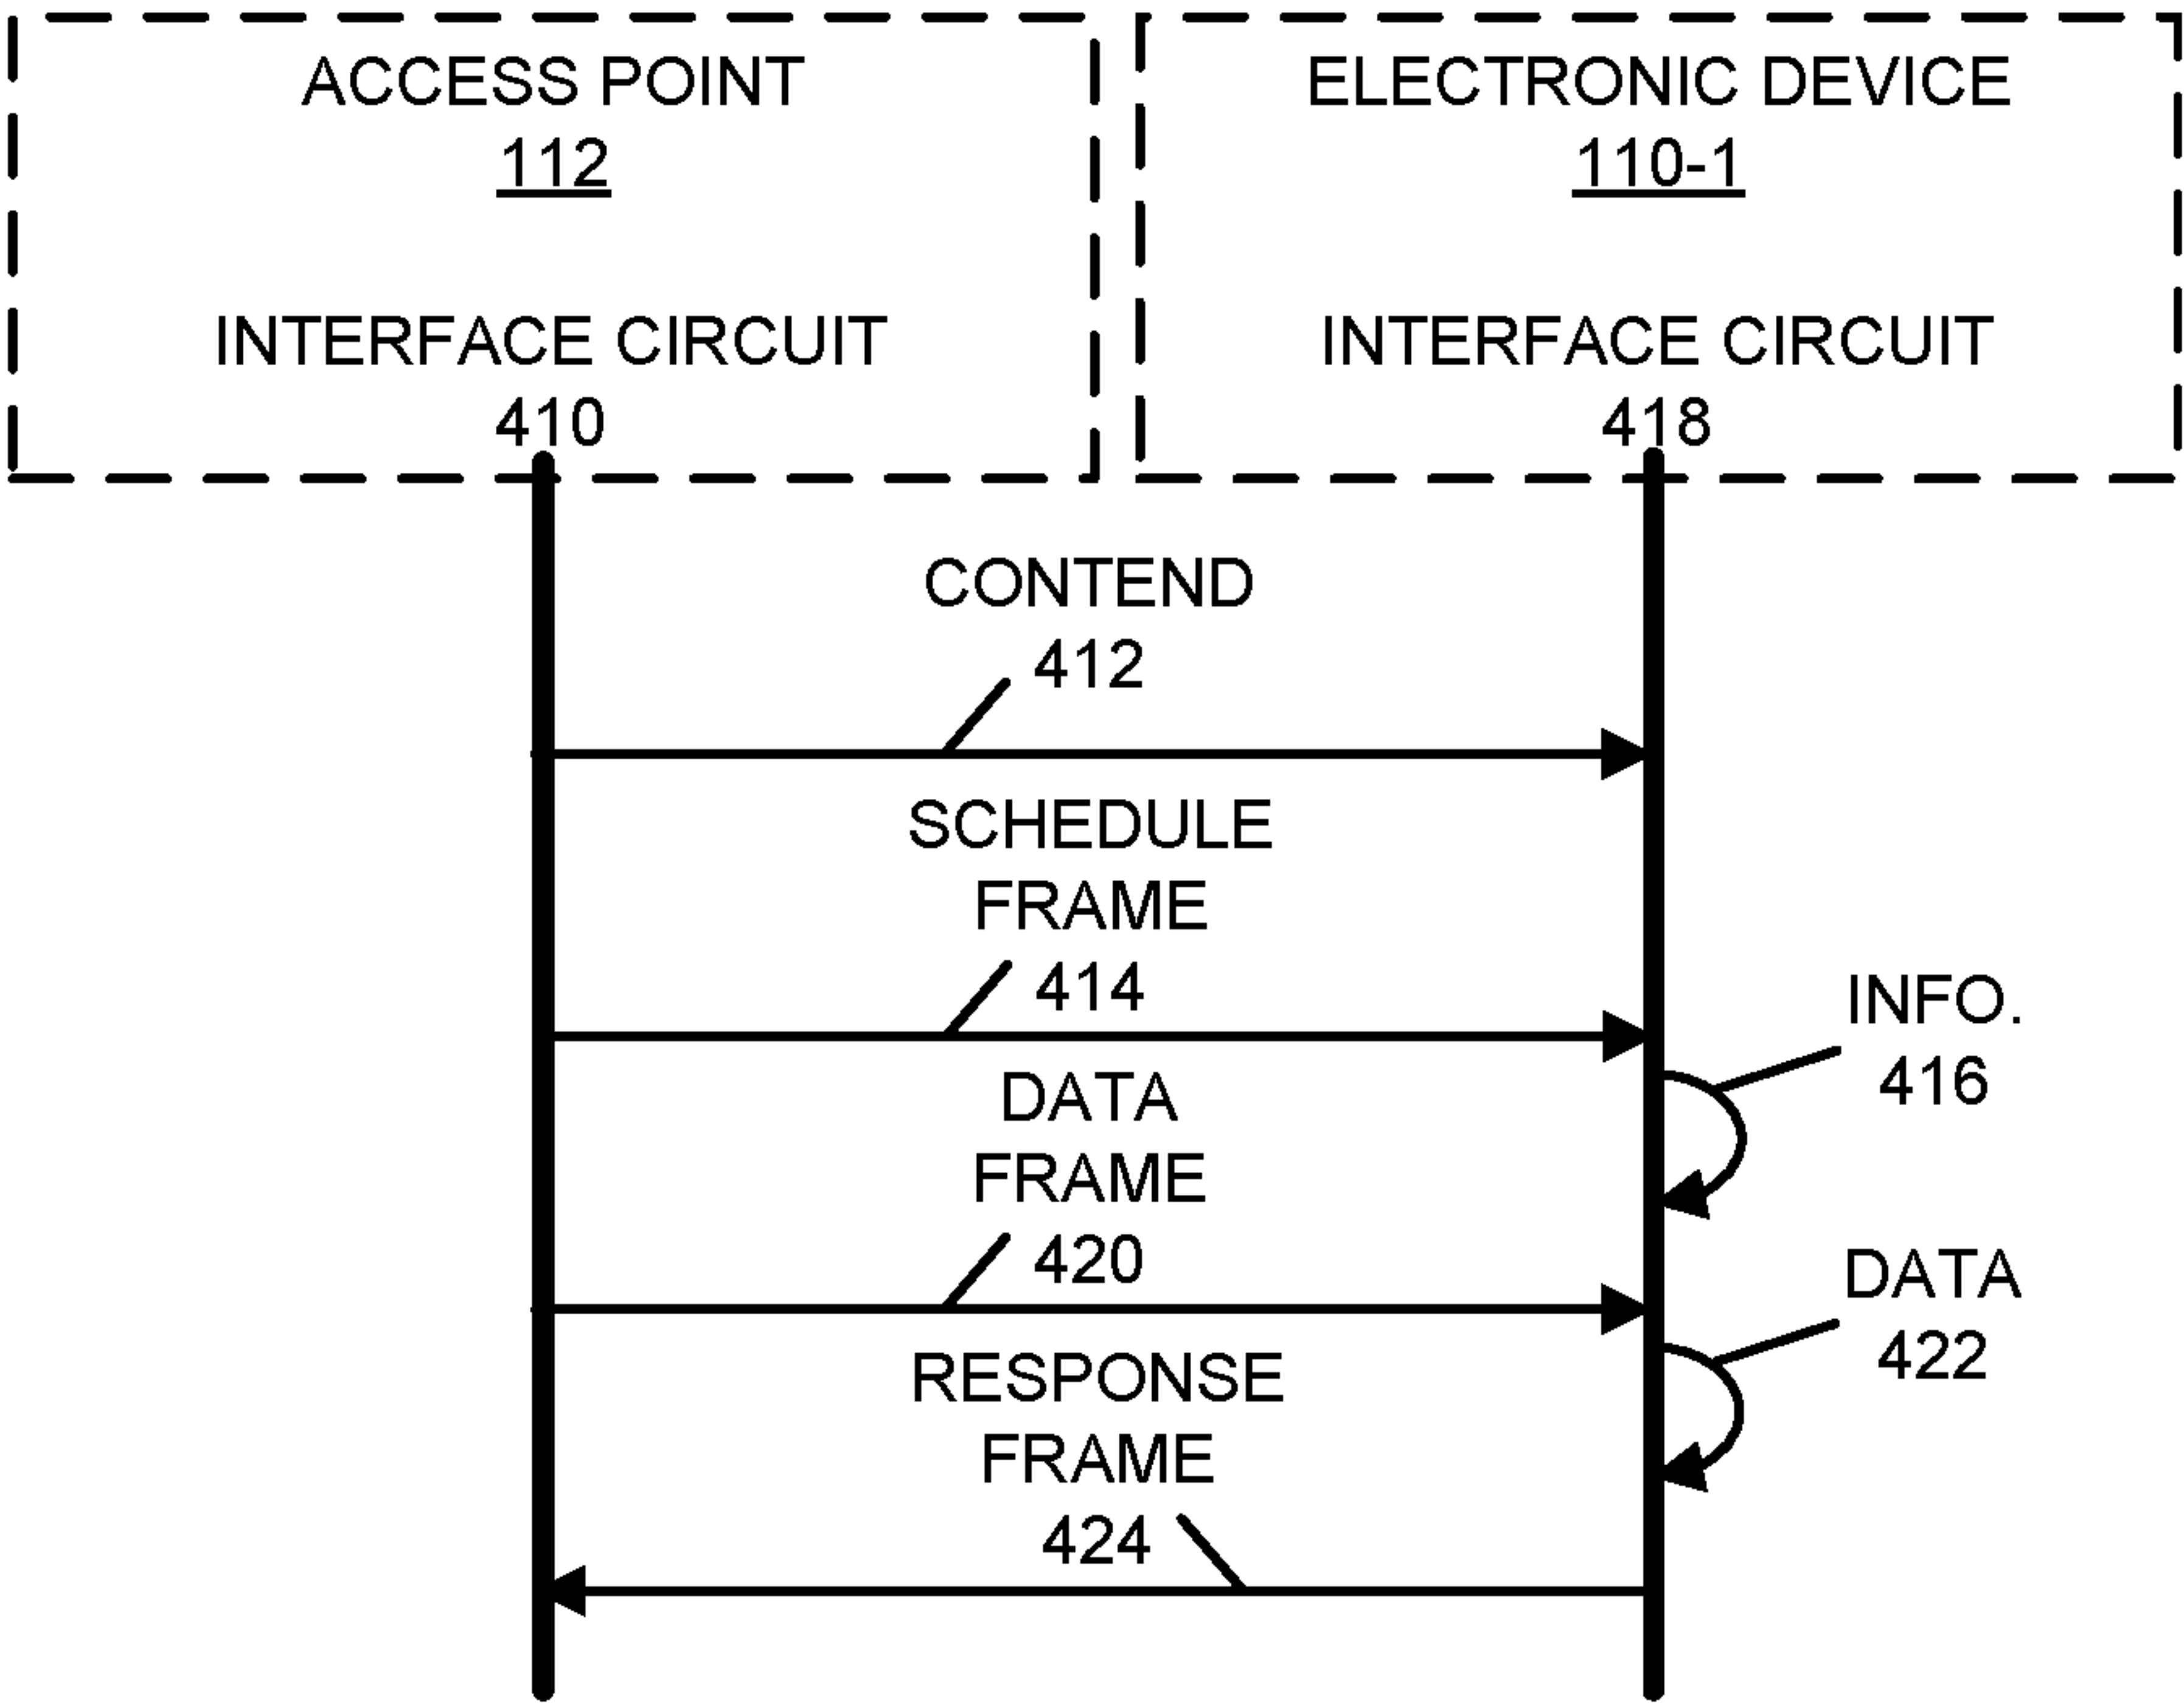 ACCESS POINT
112
INTERFACE CIRCUIT
410
ELECTRONIC DEVICE
110-1
INTERFACE CIRCUIT
418
CONTEND
412
SCHEDULE
FRAME
414
INFO.
416
DATA
FRAME
420
DATA
422
RESPONSE
FRAME
424